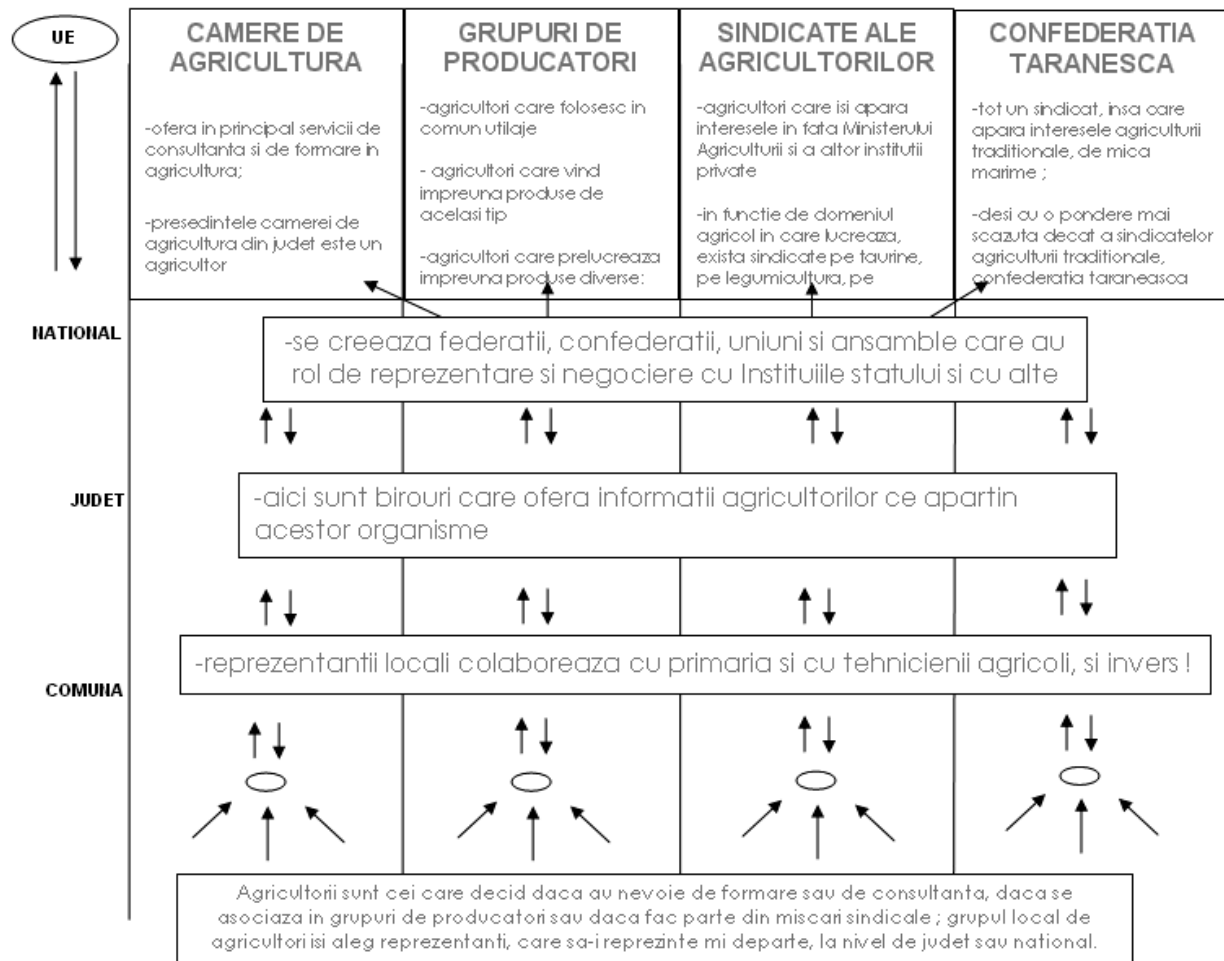 UE
CAMERE DE
AGRICULTURA
-ofera in principal servicii de
consultanta si de formare in
agricultura;
-presedintele camerei de
agricultura din judet este un
agricultor
GRUPURI DE
PRODUCATORI
-agricultori care folosesc in
comun utilaje
- agricultori care vind
impreuna produse de
acelasi tip
-agricultori care prelucreaza
impreuna produse diverse:
SINDICATE ALE
AGRICULTORILOR
-agricultori care isi apara
interesele in fata Ministerului
Agriculturii si a altor institutii
private
-in functie de domeniul
agricol in care lucreaza,
exista sindicate pe taurine,
pe legumicultura, pe
CONFEDERATIA
TARANESCA
-tot un sindicat, insa care
apara interesele agriculturii
traditionale, de mica
marime ;
-desi cu o pondere mai
scazuta decat a sindicatelor
agriculturii traditionale,
confederatia taraneasca
NATIONAL
-se creeaza federatii, confederatii, uniuni si ansamble care au
rol de reprezentare si negociere cu Instituiile statului si cu alte
JUDET
-aici sunt birouri care ofera informatii agricultorilor ce apartin
acestor organisme
COMUNA
-reprezentantii locali colaboreaza cu primaria si cu tehnicienii agricoli, si invers !
Agricultorii sunt cei care decid daca au nevoie de formare sau de consultanta, daca se
asociaza in grupuri de producatori sau daca fac parte din miscari sindicale ; grupul local de
agricultori isi aleg reprezentanti, care sa-i reprezinte mi departe, la nivel de judet sau national.